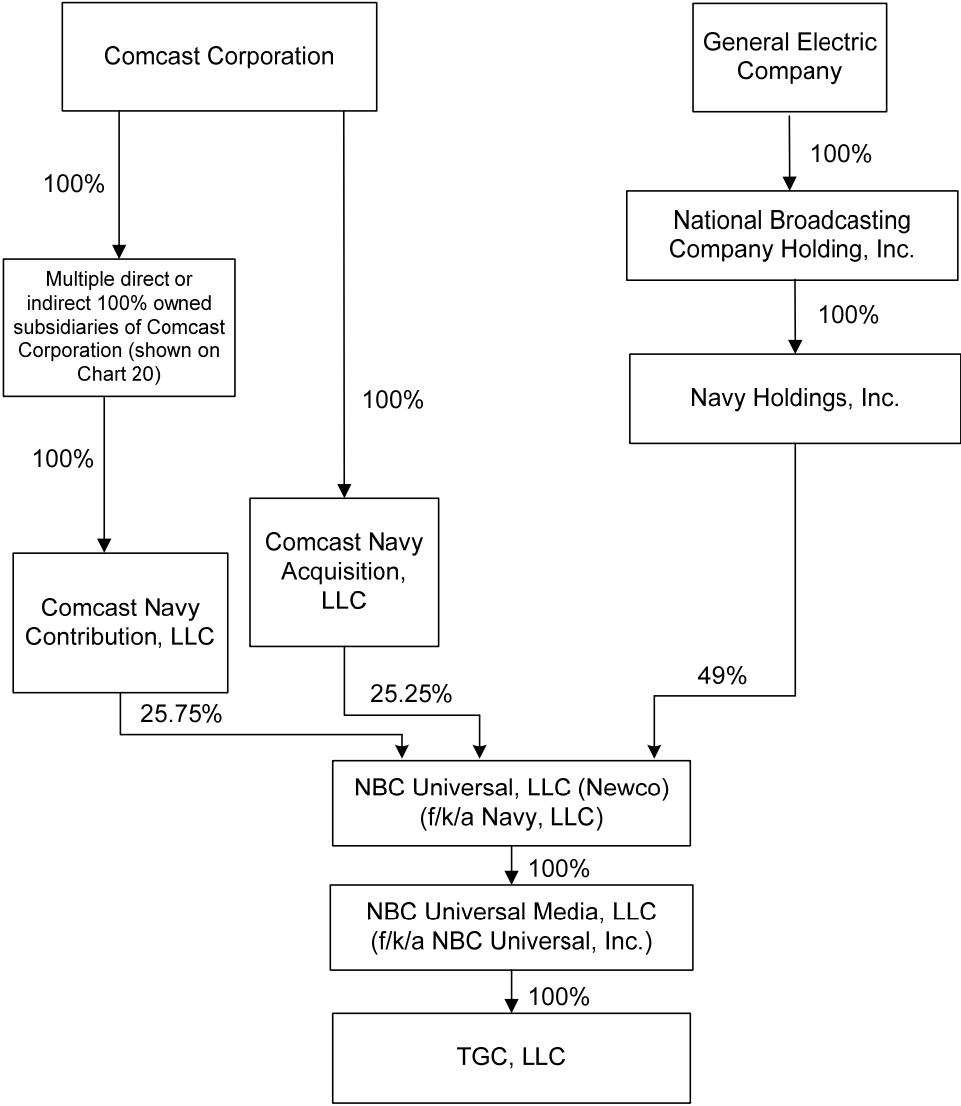 Comcast Corporation
General Electric
Company
100%
100%
National Broadcasting
Company Holding, Inc.
Multiple direct or
indirect 100% owned
subsidiaries of Comcast
Corporation (shown on
Chart 20)
100%
Navy Holdings, Inc.
100%
100%
Comcast Navy
Acquisition,
LLC
Comcast Navy
Contribution, LLC
49%
25.25%
25.75%
NBC Universal, LLC (Newco)
(f/k/a Navy, LLC)
100%
NBC Universal Media, LLC
(f/k/a NBC Universal, Inc.)
100%
TGC, LLC